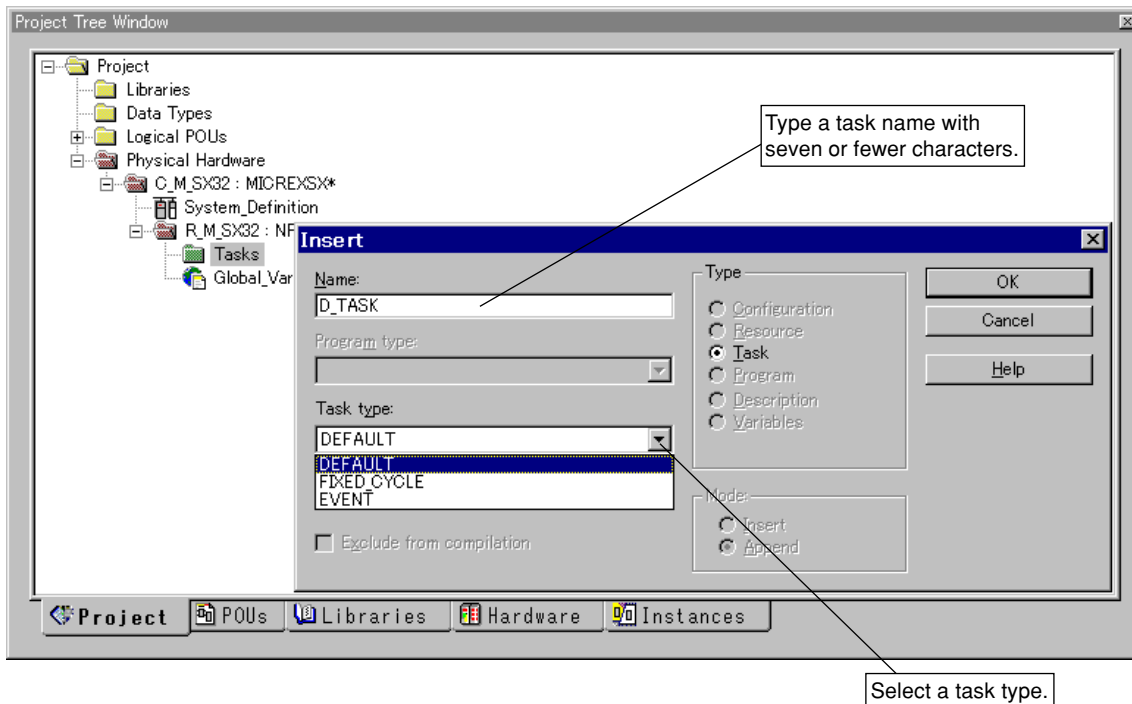 Project Tree Window
Project
Libraries
Data Types
Logical POUs
Physical Hardware
C_M_SX32 : MICREXSX*
System_Definition
R_M_SX32 : NF
Tasks
Global_Var
Type a task name with
seven or fewer characters.
Insert
Name:
D_TASK
Program type:
Task type:
DEFAULT
DEFAULT
FIXED_CYCLE
EVENT
Exclude from compilation
Type
Configuration
Resource
Task
Program
Description
Variables
Mode:
Insert
Append
OK
Cancel
Help
Project POUs Libraries Hardware Instances
Select a task type.